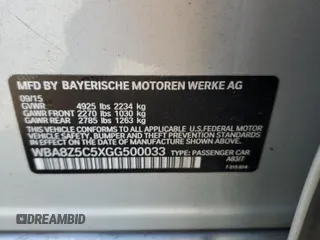 MFD BY BAYERISCHE MOTOREN WERKE AG
09/15
GVWR 4925 lbs 2234 kg
GAWR FRONT 2270 lbs 1030 kg
GAWR REAR 2785 lbs 1263 kg
THIS VEHICLE CONFORMS TO ALL APPLICABLE FEDERAL MOTOR
VEHICLE SAFETY, BUMPER AND THEFT PREVENTION STANDARDS
IN EFFECT ON THE DATE OF MANUFACTURE SHOWN ABOVE.
WBA8Z5C5XGG500033 TYPE: PASSENGER CAR
A83/7
AUTOBIDMASTER